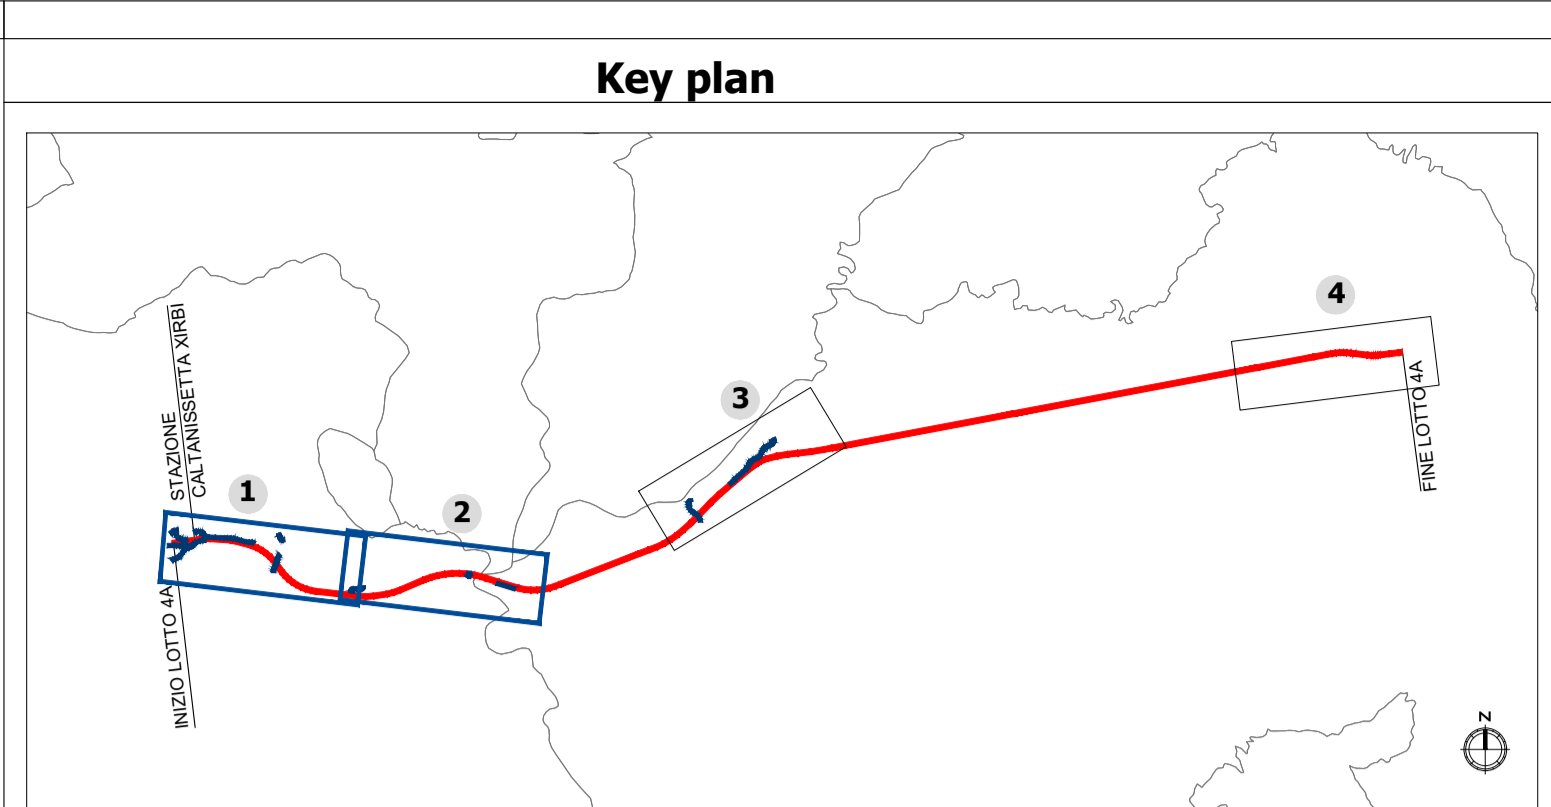 Key plan
4
3
STAZIONE
CALTANISSETTA XIRBI
1
2
INIZIO LOTTO 4A
FINE LOTTO 4A
N